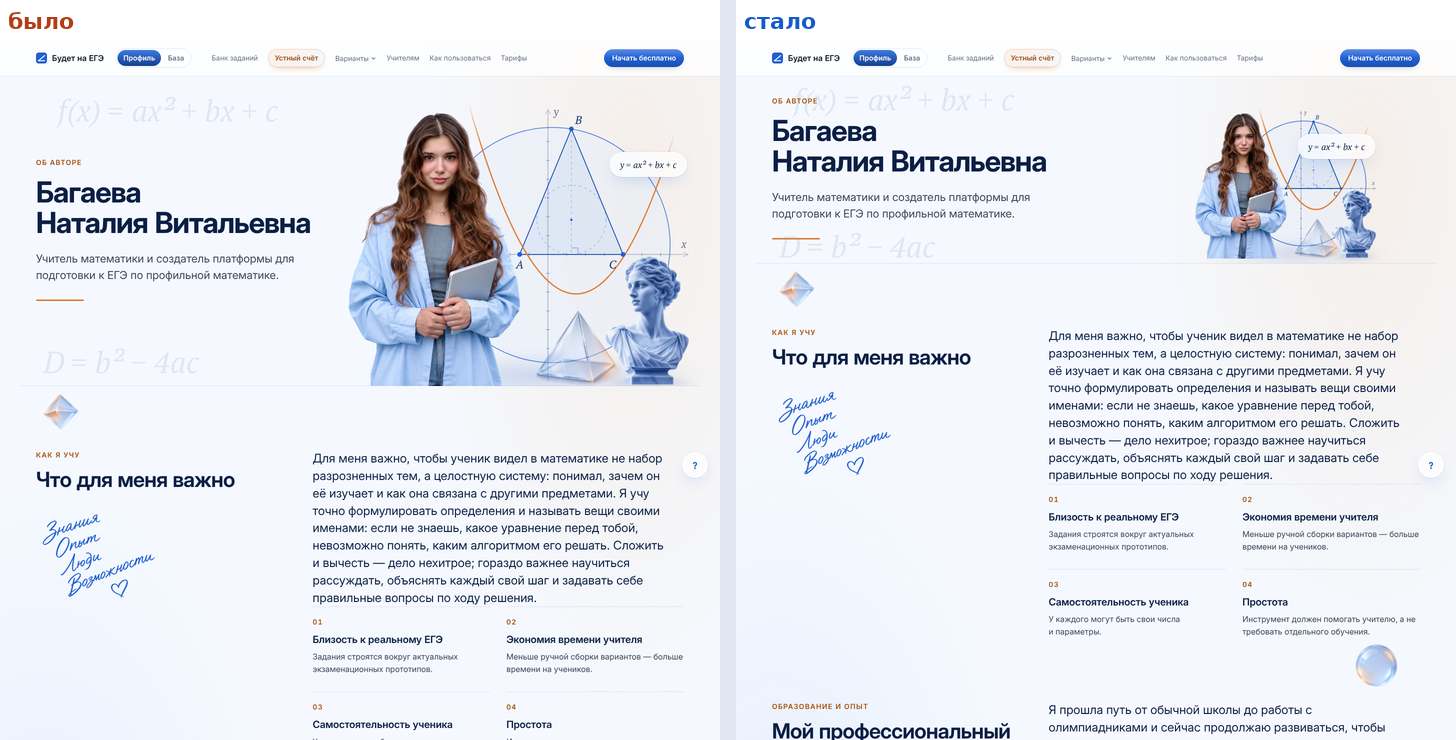 было
Будет на ЕГЭ
Профиль
База
Банк заданий
Устный счёт
Варианты
Учителям
Как пользоваться
Тарифы
Начать бесплатно
f(x) = ax² + bx + c
ОБ АВТОРЕ
Багаева
Наталия Витальевна
Учитель математики и создатель платформы для
подготовки к ЕГЭ по профильной математике.
D = b² − 4ac
y
B
y = ax² + bx + c
x
A
C
КАК Я УЧУ
Что для меня важно
Знания
Опыт
Люди
Возможности
Для меня важно, чтобы ученик видел в математике не набор
разрозненных тем, а целостную систему: понимал, зачем он
её изучает и как она связана с другими предметами. Я учу
точно формулировать определения и называть вещи своими
именами: если не знаешь, какое уравнение перед тобой,
невозможно понять, каким алгоритмом его решать. Сложить
и вычесть — дело нехитрое; гораздо важнее научиться
рассуждать, объяснять каждый свой шаг и задавать себе
правильные вопросы по ходу решения.
?
01
Близость к реальному ЕГЭ
Задания строятся вокруг актуальных
экзаменационных прототипов.
02
Экономия времени учителя
Меньше ручной сборки вариантов — больше
времени на учеников.
03
Самостоятельность ученика
04
Простота
стало
Будет на ЕГЭ
Профиль
База
Банк заданий
Устный счёт
Варианты
Учителям
Как пользоваться
Тарифы
Начать бесплатно
f(x) = ax² + bx + c
ОБ АВТОРЕ
Багаева
Наталия Витальевна
Учитель математики и создатель платформы для
подготовки к ЕГЭ по профильной математике.
D = b² − 4ac
y
B
y = ax² + bx + c
x
A
C
КАК Я УЧУ
Что для меня важно
Знания
Опыт
Люди
Возможности
Для меня важно, чтобы ученик видел в математике не набор
разрозненных тем, а целостную систему: понимал, зачем он
её изучает и как она связана с другими предметами. Я учу
точно формулировать определения и называть вещи своими
именами: если не знаешь, какое уравнение перед тобой,
невозможно понять, каким алгоритмом его решать. Сложить
и вычесть — дело нехитрое; гораздо важнее научиться
рассуждать, объяснять каждый свой шаг и задавать себе
правильные вопросы по ходу решения.
?
01
Близость к реальному ЕГЭ
Задания строятся вокруг актуальных
экзаменационных прототипов.
02
Экономия времени учителя
Меньше ручной сборки вариантов — больше
времени на учеников.
03
Самостоятельность ученика
У каждого могут быть свои числа
и параметры.
04
Простота
Инструмент должен помогать учителю, а не
требовать отдельного обучения.
ОБРАЗОВАНИЕ И ОПЫТ
Мой профессиональный
Я прошла путь от обычной школы до работы с
олимпиадниками и сейчас продолжаю развиваться, чтобы